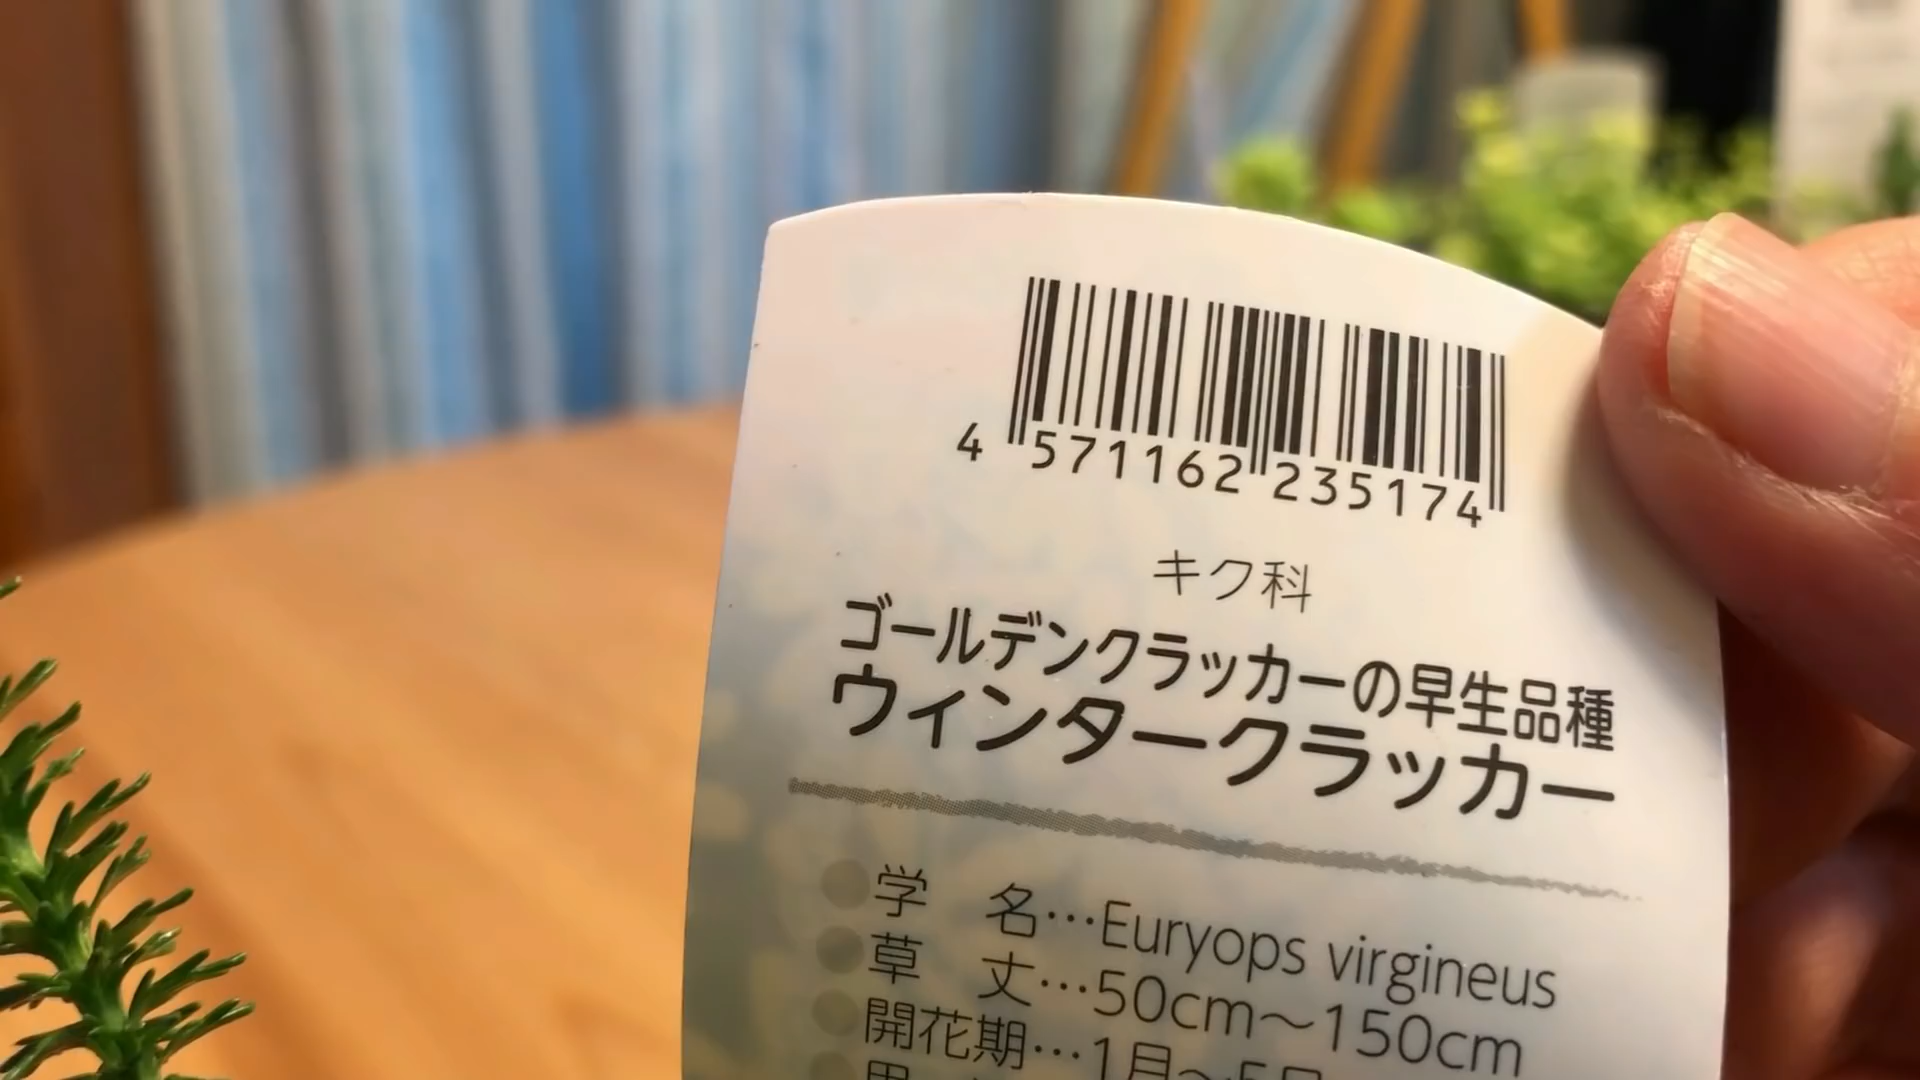 4 571162 235174
キク科
ゴールデンクラッカーの早生品種
ウィンタークラッカー
学 名…Euryops virgineus
草 丈…50cm～150cm
開花期…1月～5月